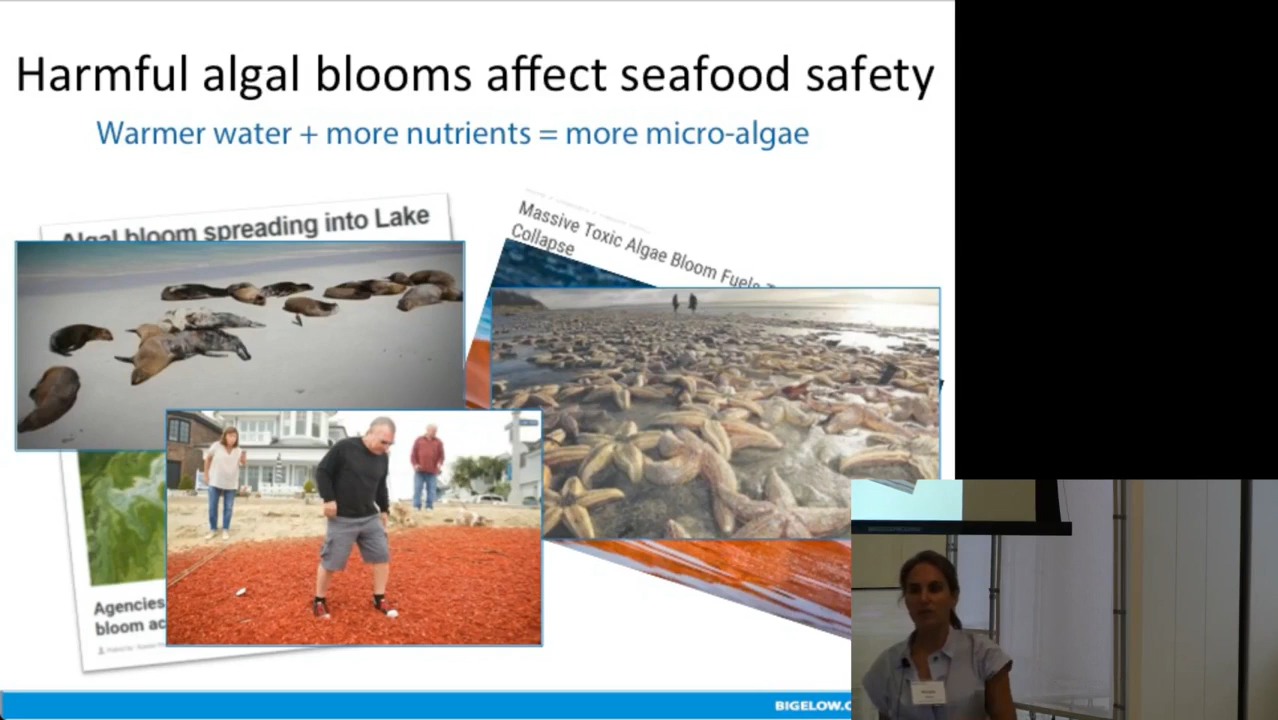 Harmful algal blooms affect seafood safety
Warmer water + more nutrients = more micro-algae
Algal bloom spreading into Lake
Massive Toxic Algae Bloom Fuels
Collapse
Agencies
bloom ac
BIGELOW.